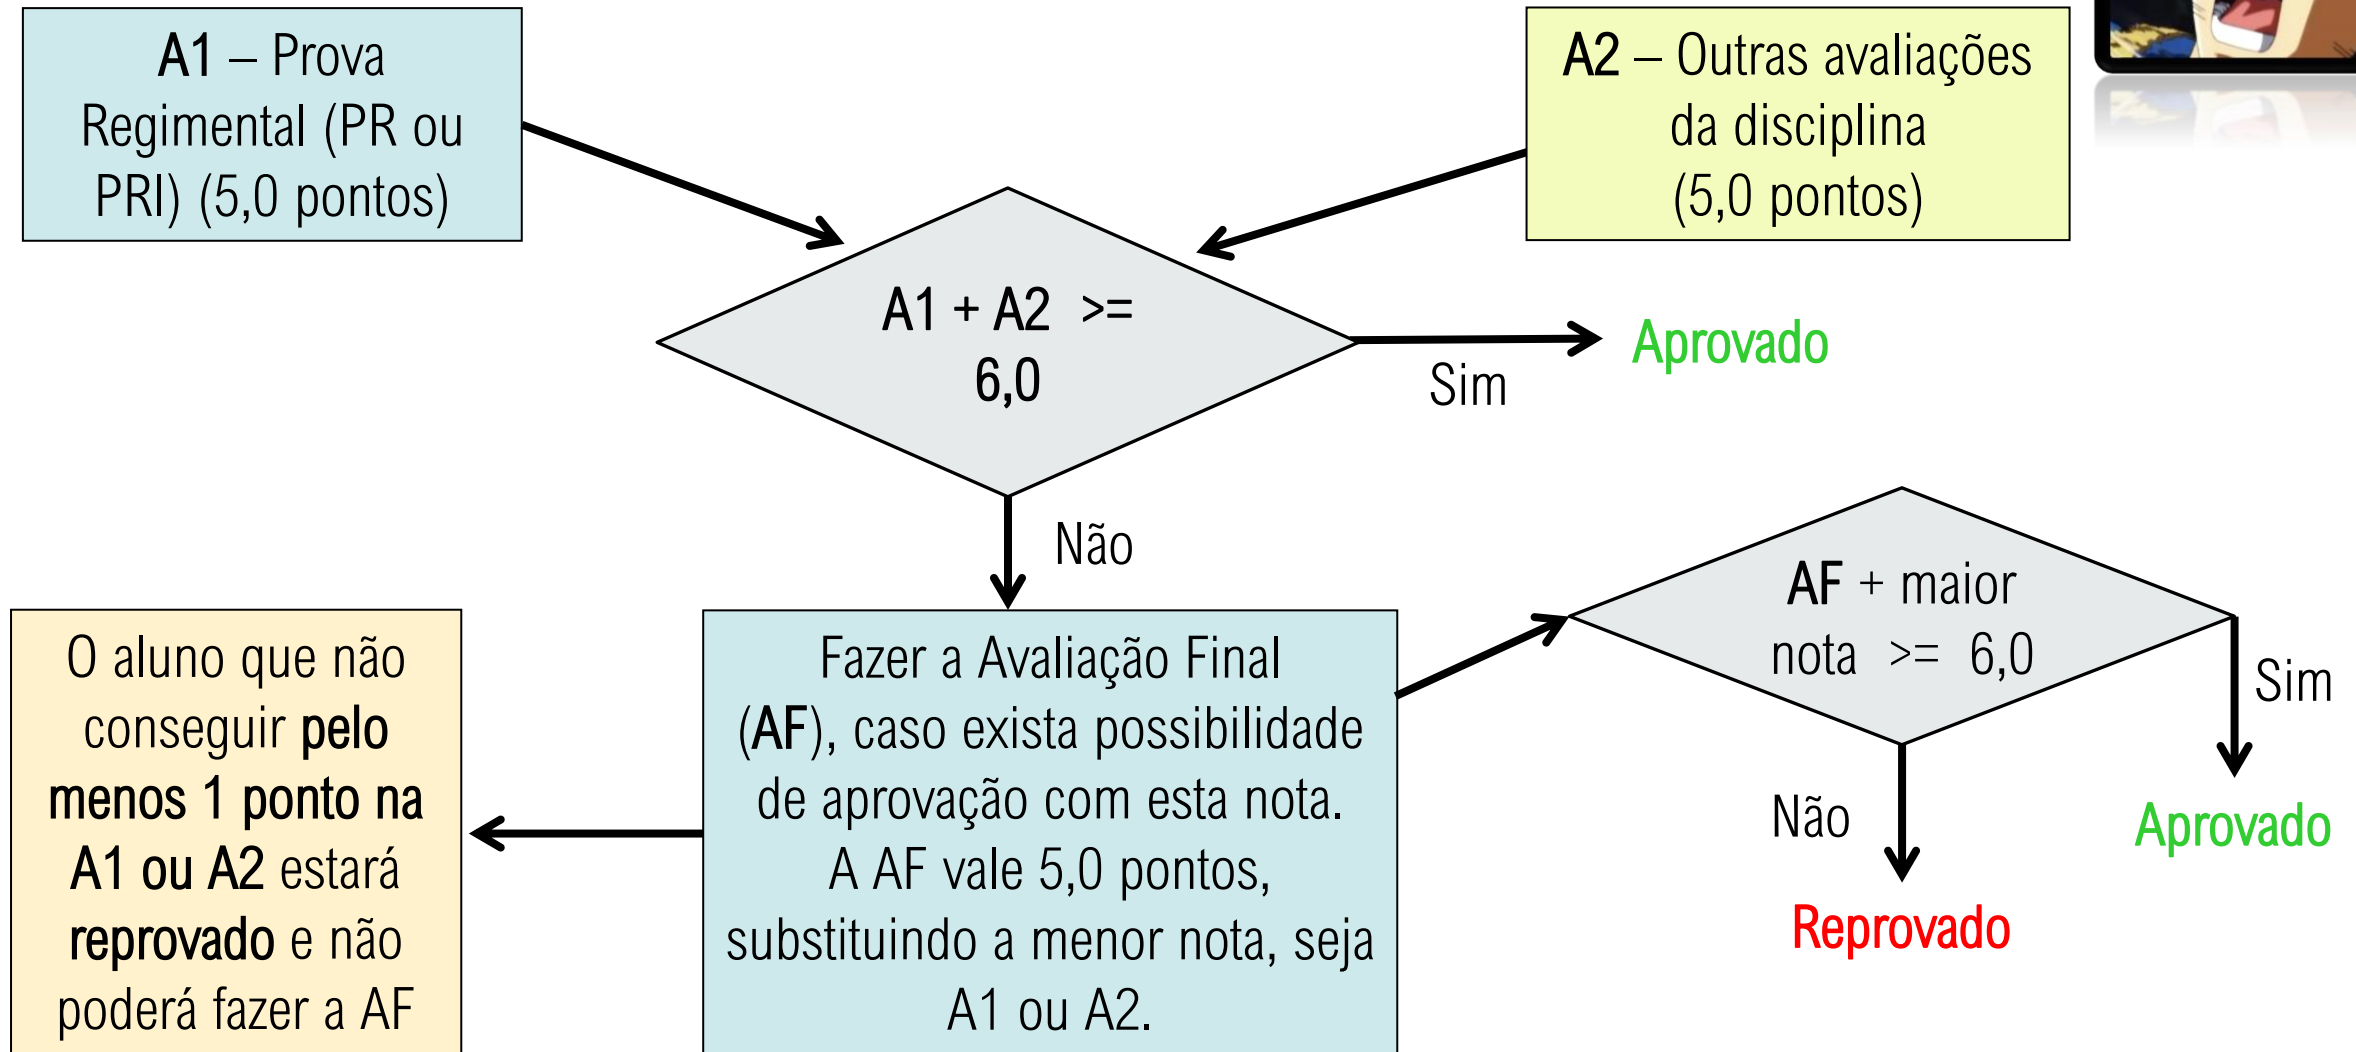 A1 – Prova
Regimental (PR ou
PRI) (5,0 pontos)
A2 – Outras avaliações
da disciplina
(5,0 pontos)
A1 + A2 >=
6,0
Sim
Aprovado
Não
O aluno que não
conseguir pelo
menos 1 ponto na
A1 ou A2 estará
reprovado e não
poderá fazer a AF
Fazer a Avaliação Final
(AF), caso exista possibilidade
de aprovação com esta nota.
A AF vale 5,0 pontos,
substituindo a menor nota, seja
A1 ou A2.
AF + maior
nota >= 6,0
Sim
Aprovado
Não
Reprovado